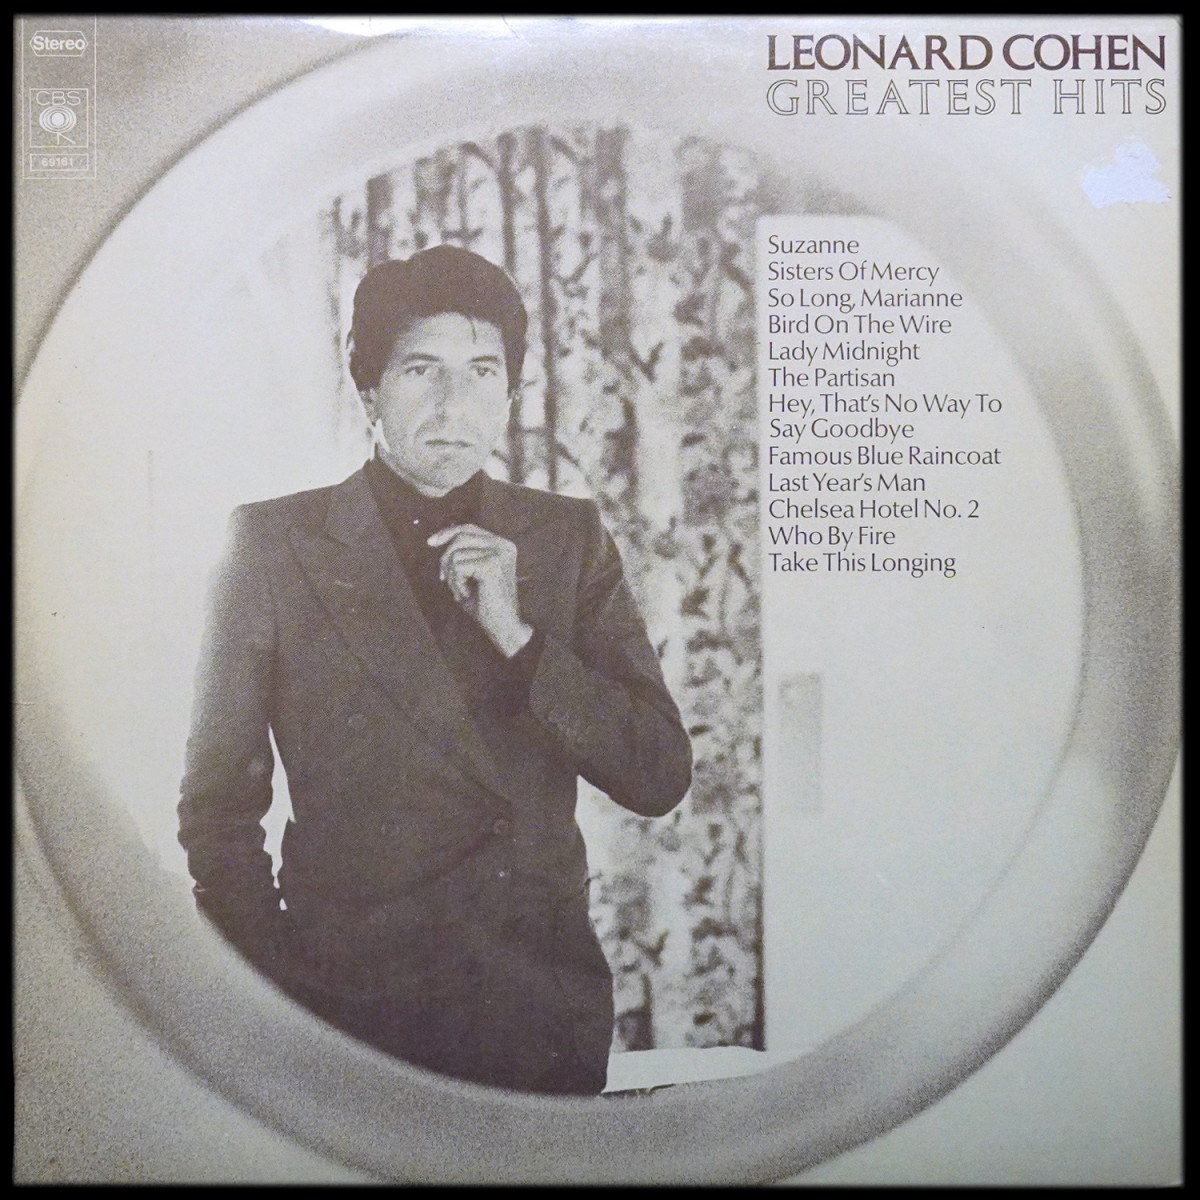 Stereo
CBS
69161
LEONARD COHEN
GREATEST HITS
Suzanne
Sisters Of Mercy
So Long, Marianne
Bird On The Wire
Lady Midnight
The Partisan
Hey, That's No Way To
Say Goodbye
Famous Blue Raincoat
Last Year's Man
Chelsea Hotel No. 2
Who By Fire
Take This Longing